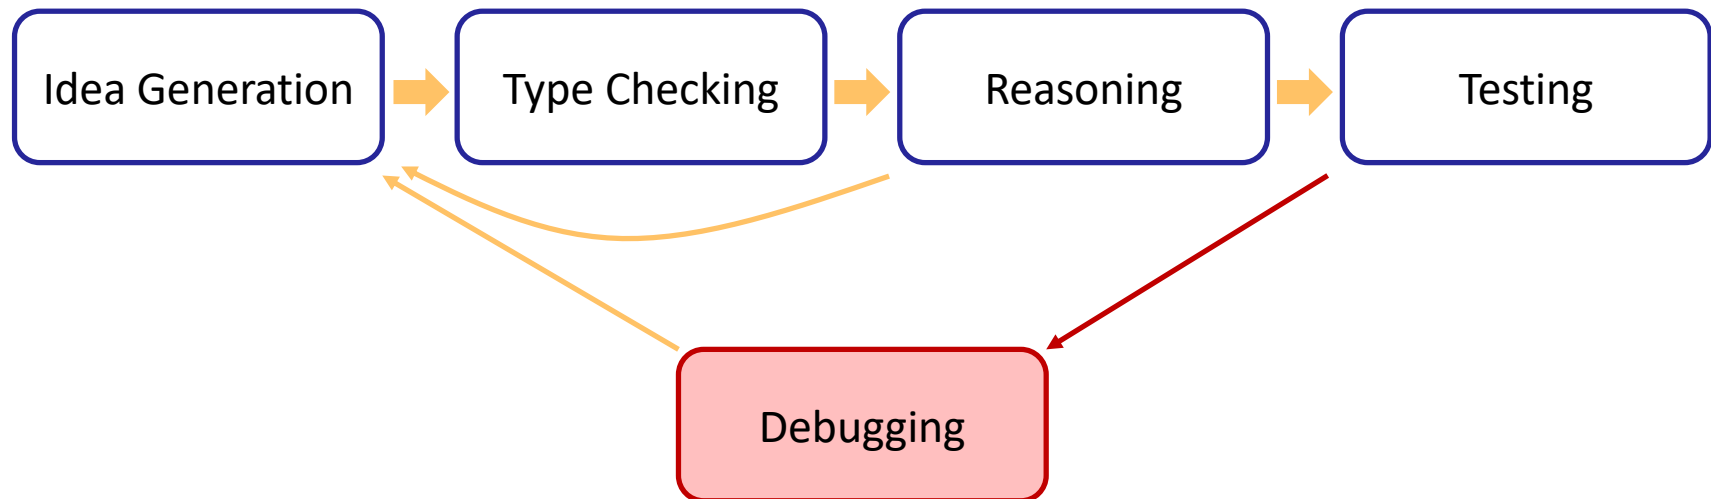 Idea Generation
Type Checking
Reasoning
Testing
Debugging